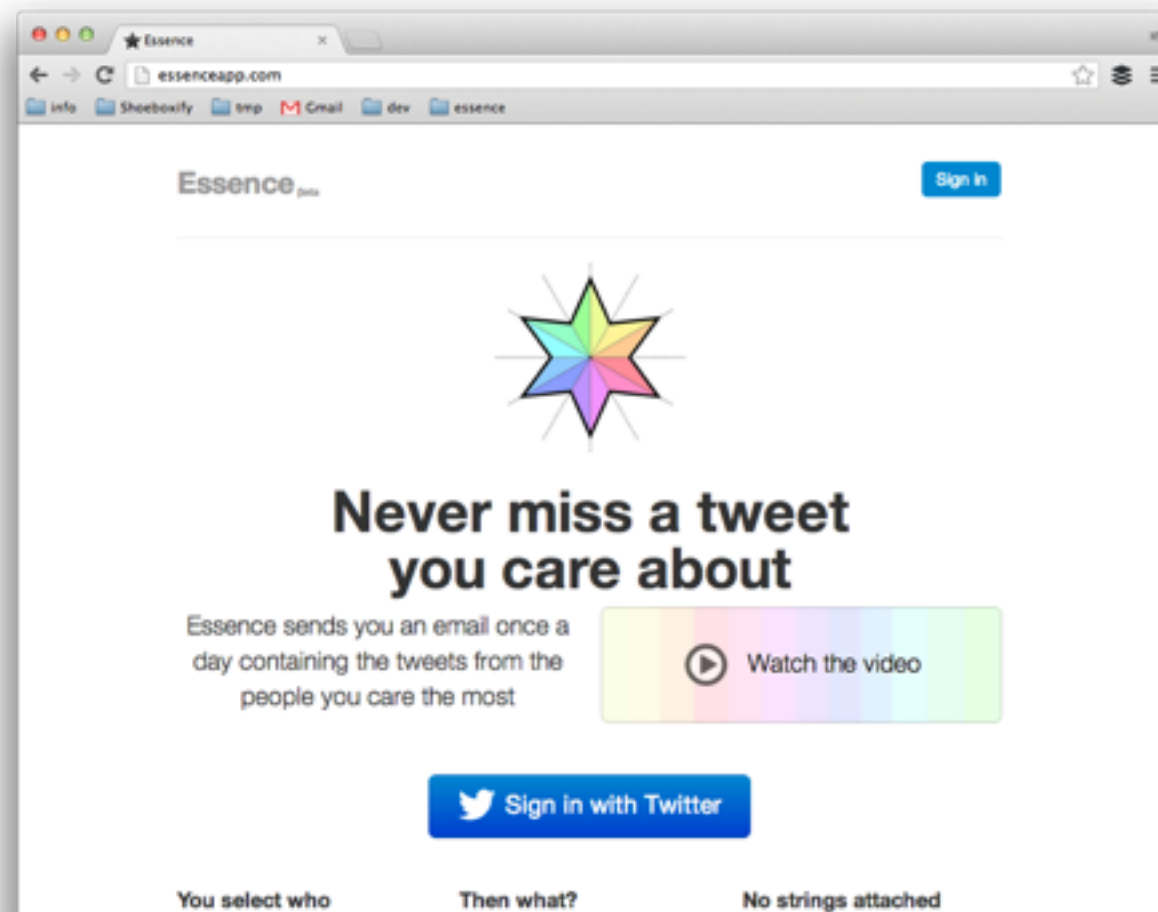 Essence
essenceapp.com
info Shoeboxify tmp Gmail dev essence
Essence Beta
Sign in
Never miss a tweet
you care about
Essence sends you an email once a
day containing the tweets from the
people you care the most
Watch the video
Sign in with Twitter
You select who
Then what?
No strings attached